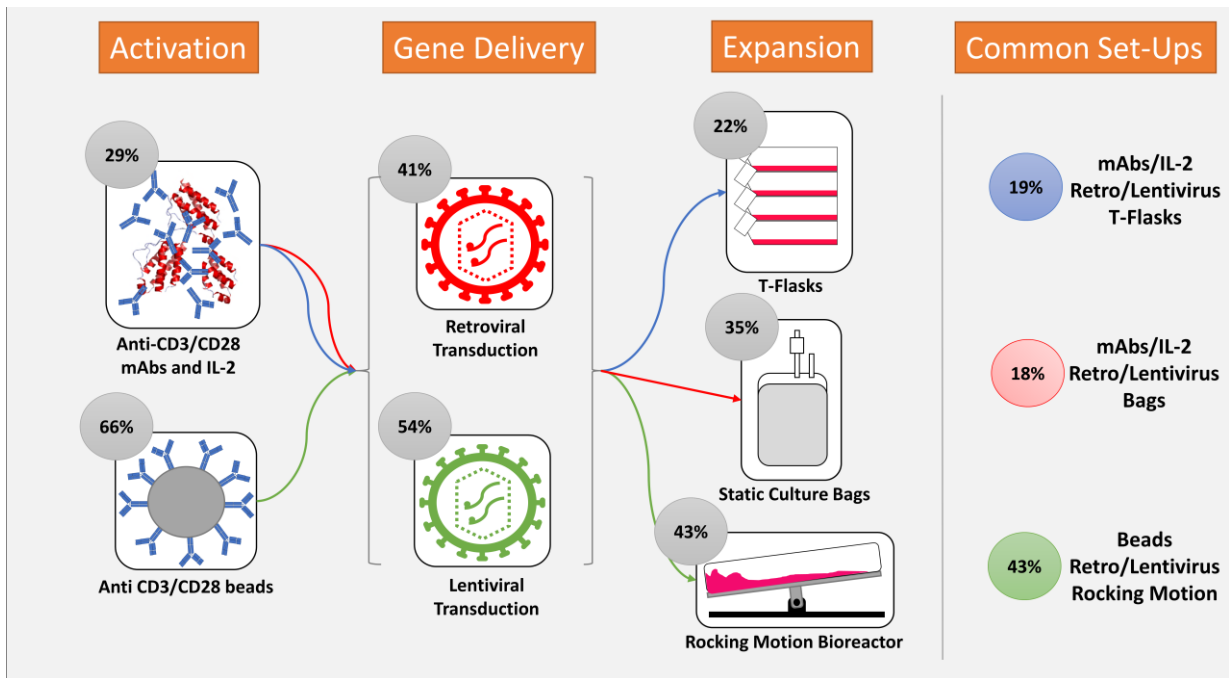 Activation
Gene Delivery
Expansion
Common Set-Ups
29%
Anti-CD3/CD28
mAbs and IL-2
66%
Anti CD3/CD28 beads
41%
Retroviral
Transduction
54%
Lentiviral
Transduction
22%
T-Flasks
35%
Static Culture Bags
43%
Rocking Motion Bioreactor
19%
mAbs/IL-2
Retro/Lentivirus
T-Flasks
18%
mAbs/IL-2
Retro/Lentivirus
Bags
43%
Beads
Retro/Lentivirus
Rocking Motion